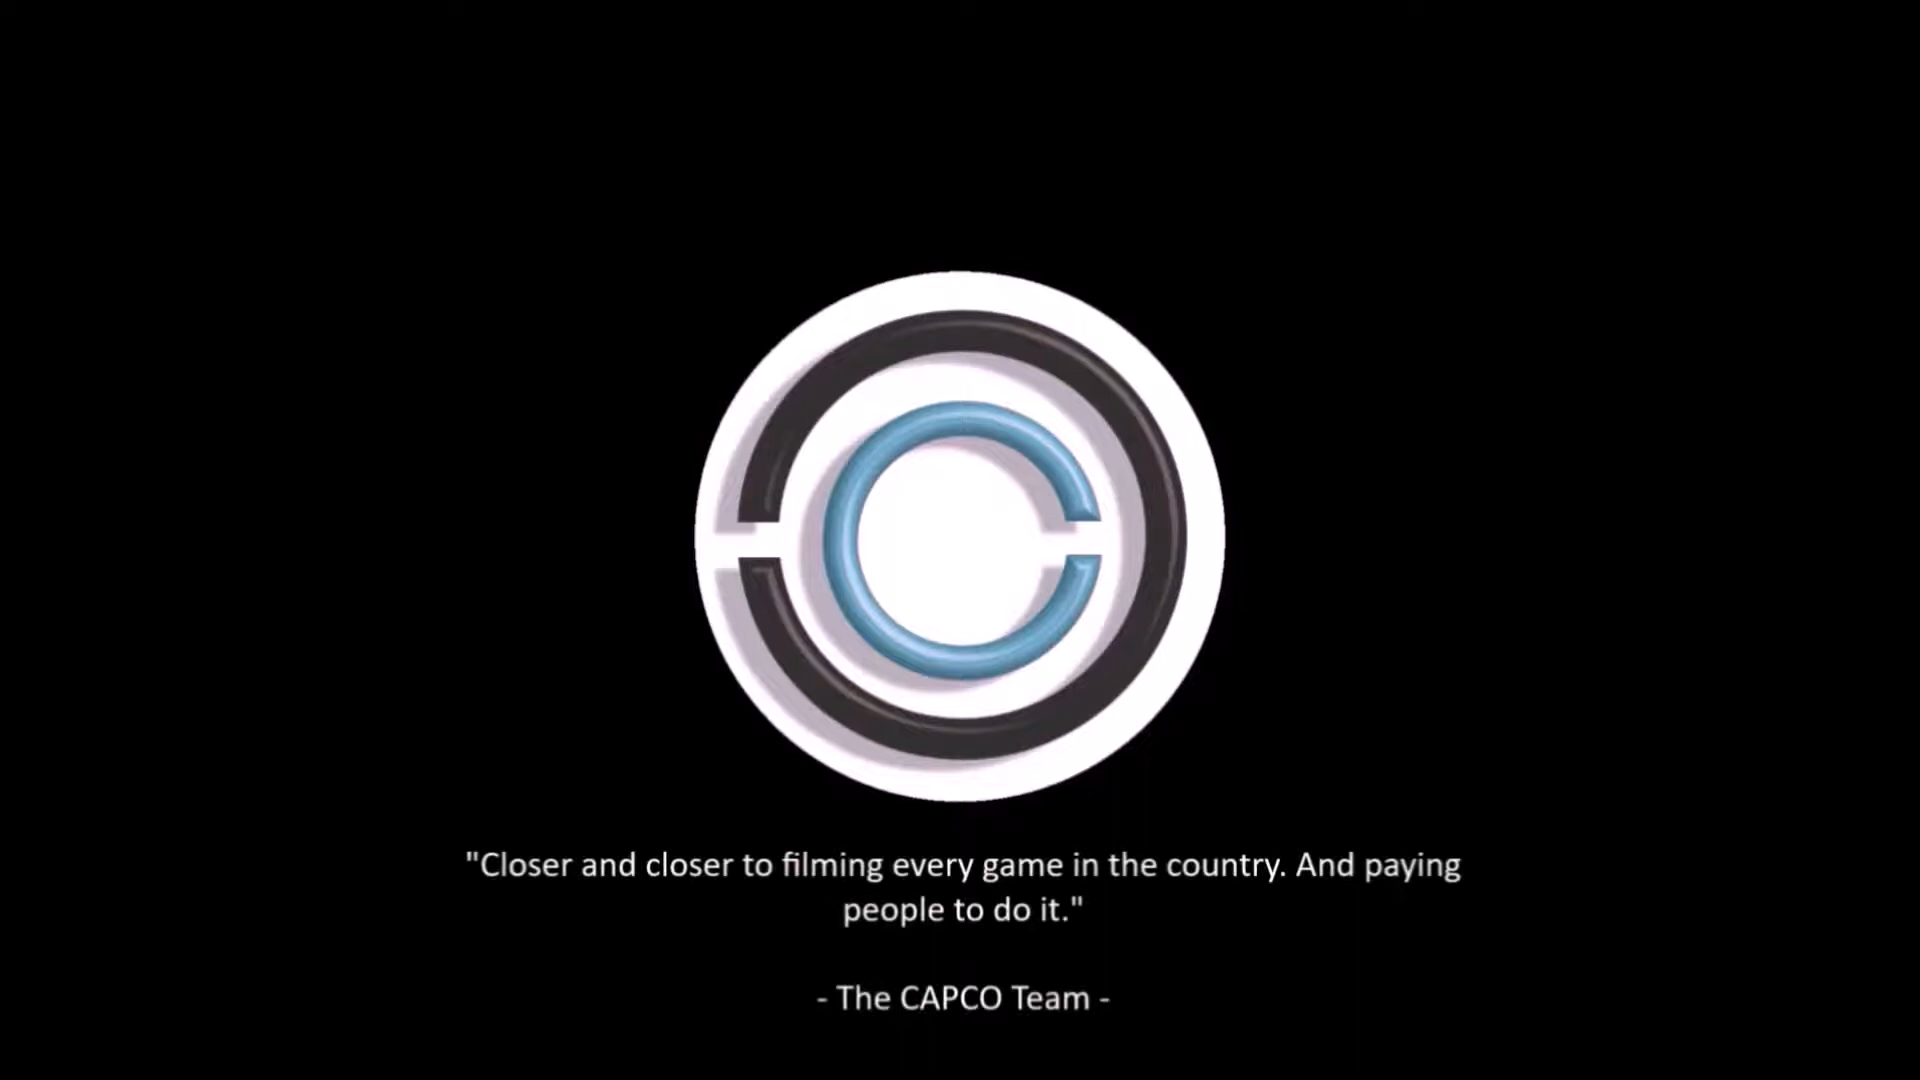 "Closer and closer to filming every game in the country. And paying
people to do it."
- The CAPCO Team -